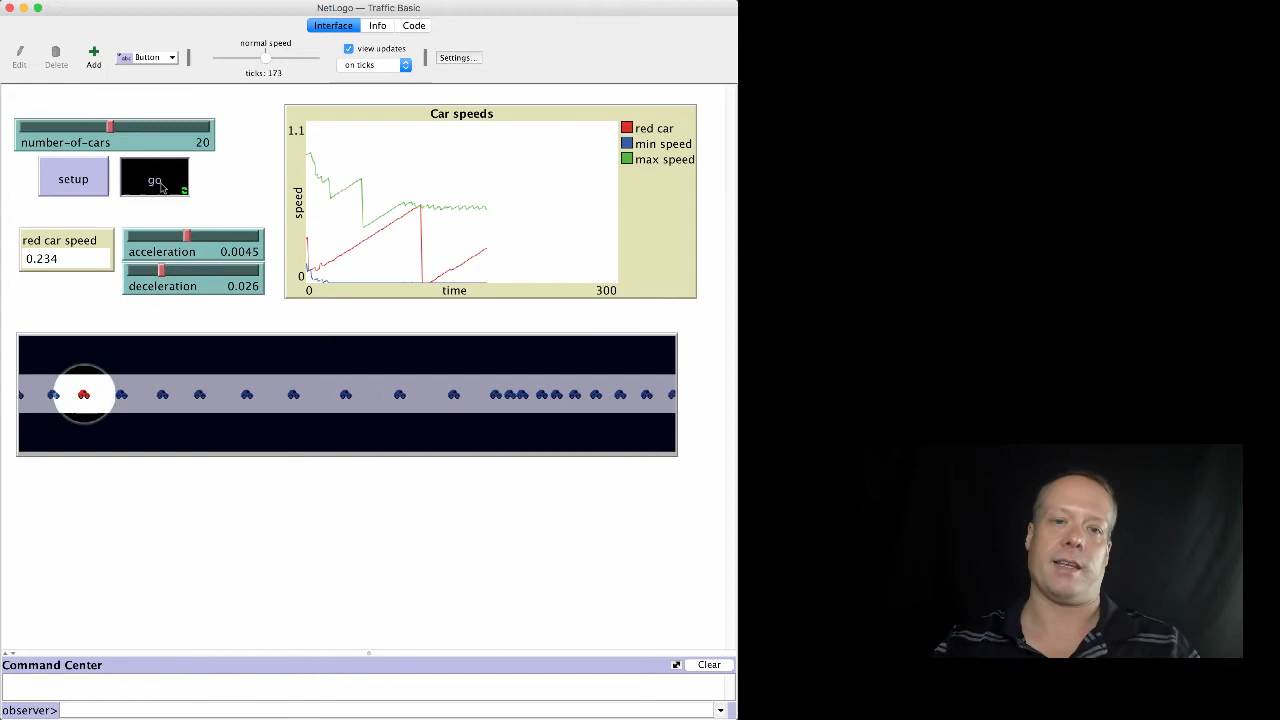 NetLogo — Traffic Basic
Interface Info Code
Edit Delete Add
abc Button
normal speed
ticks: 173
view updates
on ticks
Settings...
number-of-cars 20
setup go
red car speed
0.234
acceleration 0.0045
deceleration 0.026
Car speeds
1.1
speed
0
0 time 300
red car
min speed
max speed
Command Center
Clear
observer>